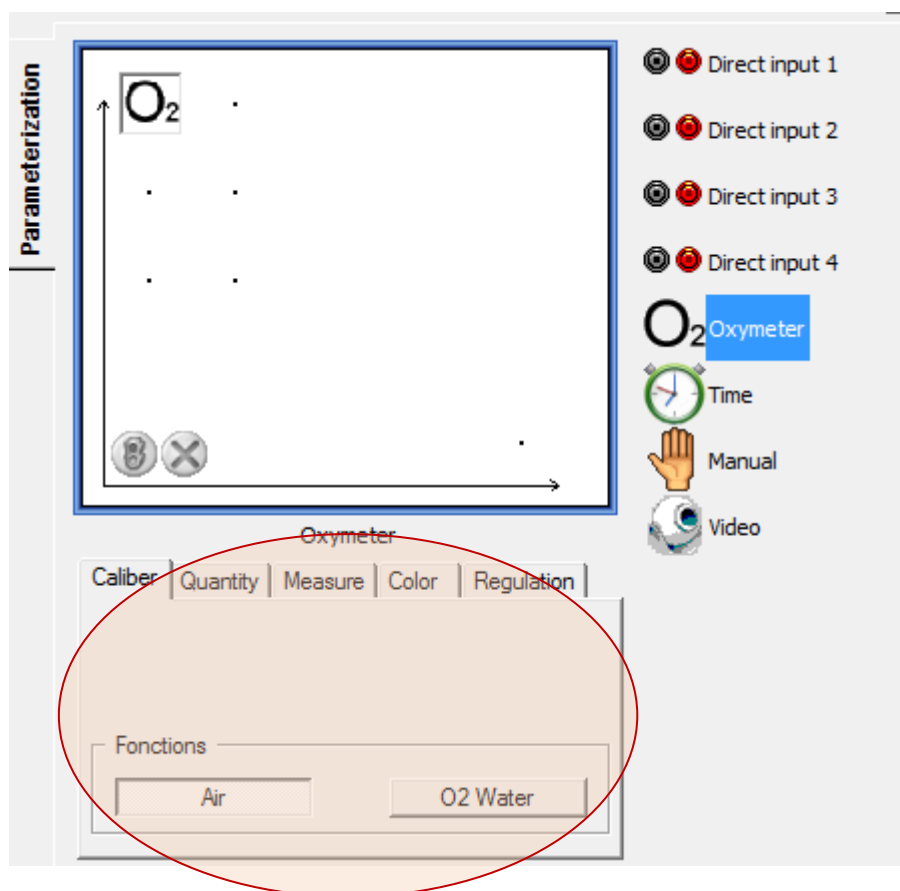 Parameterization
O2
Direct input 1
Direct input 2
Direct input 3
Direct input 4
O2 Oxymeter
Time
Manual
Video
Oxymeter
Caliber Quantity Measure Color Regulation
Fonctions
Air O2 Water